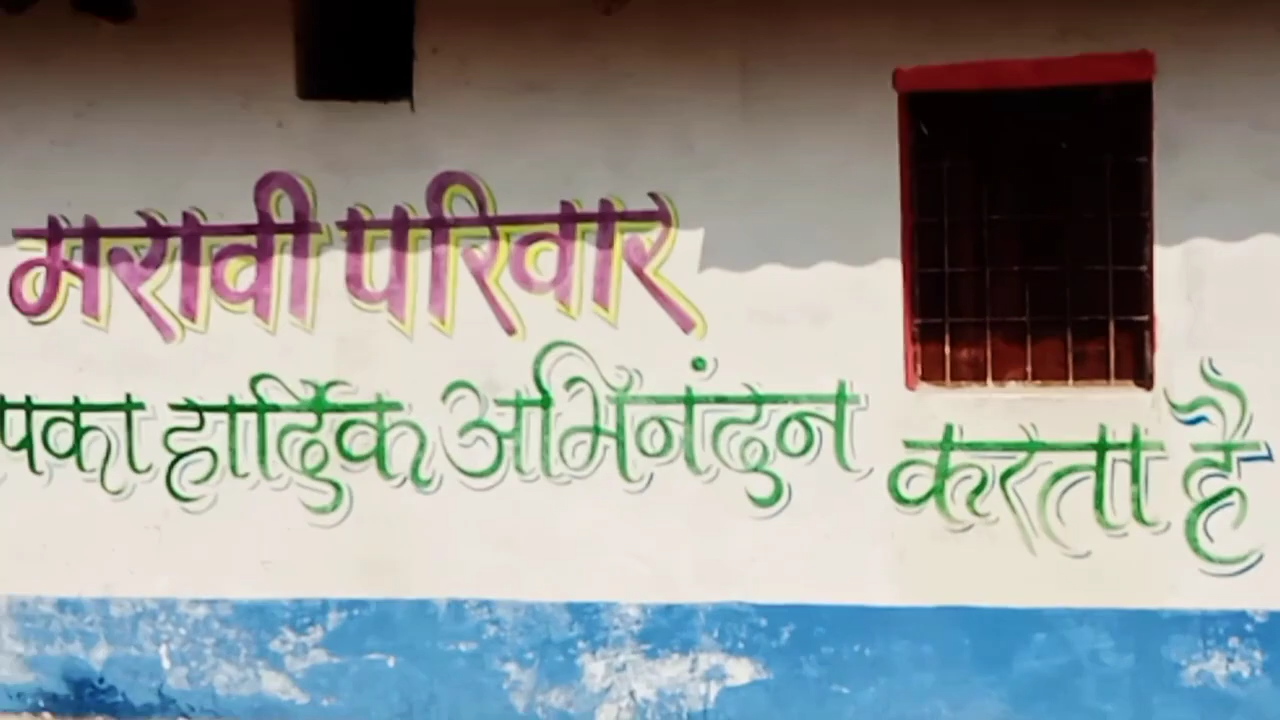 मरावी परिवार
पका हार्दिक अभिनंदन करता है